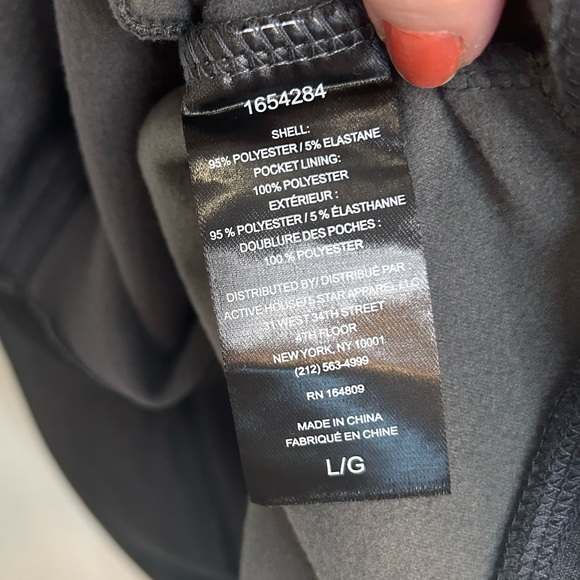 1654284
SHELL:
95% POLYESTER / 5% ELASTANE
POCKET LINING:
100% POLYESTER
EXTÉRIEUR :
95 % POLYESTER / 5 % ÉLASTHANNE
DOUBLURE DES POCHES :
100 % POLYESTER
DISTRIBUTED BY/ DISTRIBUÉ PAR :
ACTIVE HOUSE/5 STAR APPAREL LLC
31 WEST 34TH STREET
4TH FLOOR
NEW YORK, NY 10001
(212) 563-4999
RN 164809
MADE IN CHINA
FABRIQUÉ EN CHINE
L/G